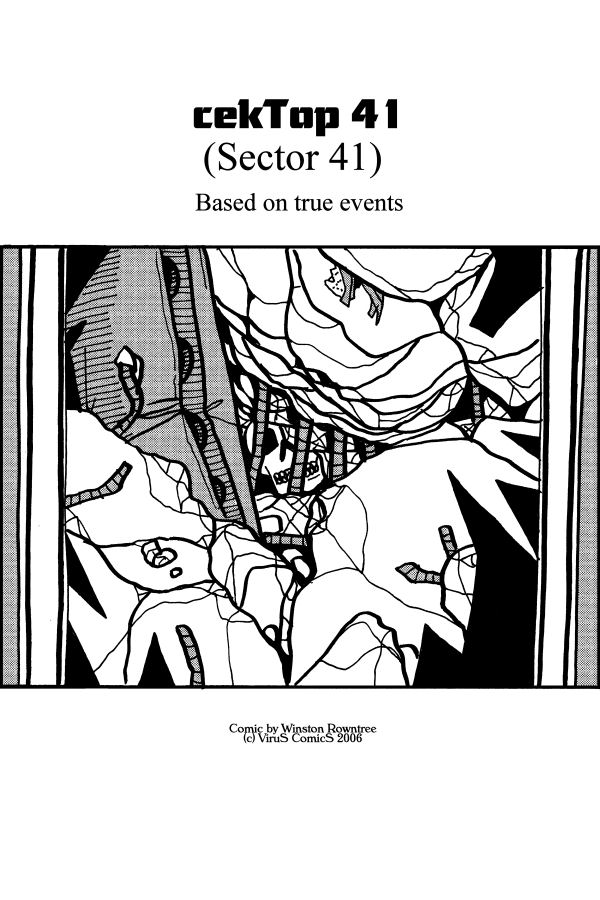 cekTop 41
(Sector 41)
Based on true events
Comic by Winston Rowntree
(c) ViruS ComicS 2006